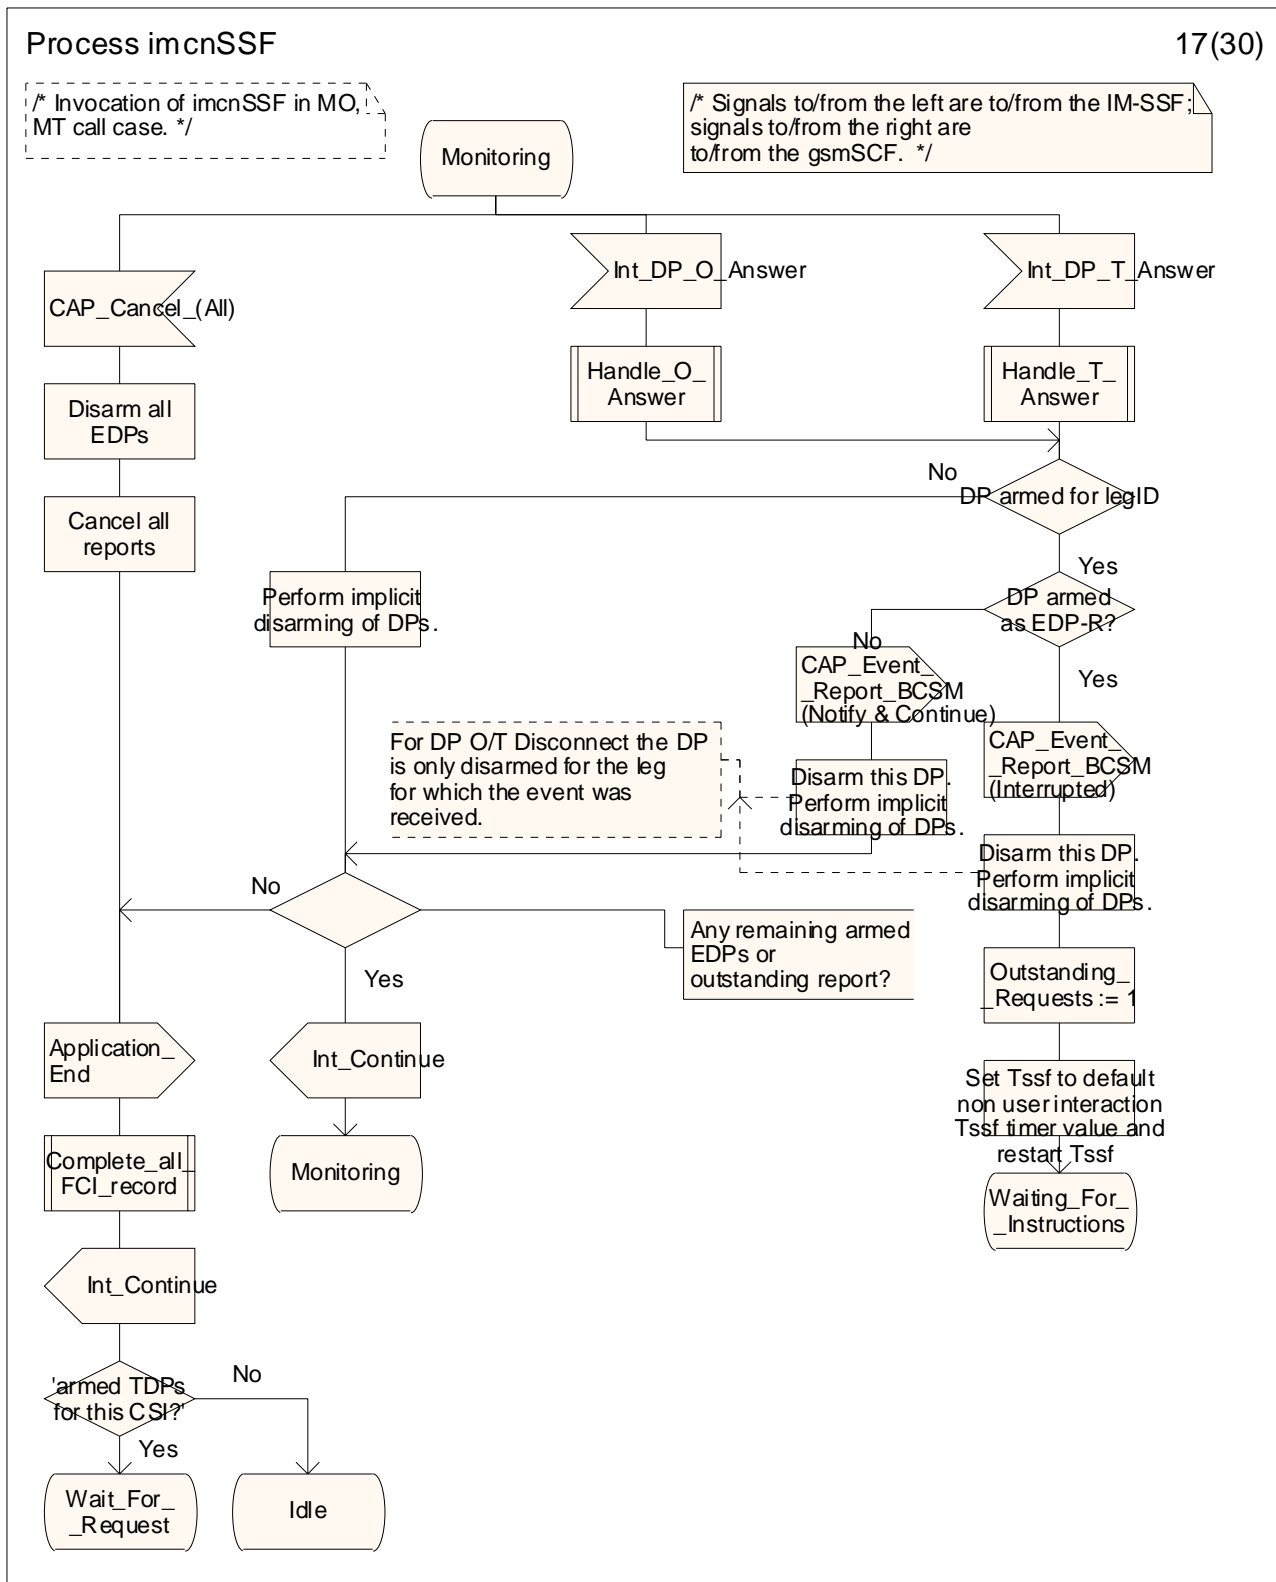 Process imcnSSF
17(30)
/* Invocation of imcnSSF in MO,
MT call case. */
/* Signals to/from the left are to/from the IM-SSF;
signals to/from the right are
to/from the gsmSCF. */
Monitoring
CAP_Cancel_(All)
Int_DP_O_Answer
Int_DP_T_Answer
Handle_O_
Answer
Handle_T_
Answer
Disarm all
EDPs
Cancel all
reports
No
DP armed for legID
Yes
Perform implicit
disarming of DPs.
DP armed
as EDP-R?
No
Yes
CAP_Event_
_Report_BCSM
(Notify & Continue)
CAP_Event_
_Report_BCSM
(Interrupted)
For DP O/T Disconnect the DP
is only disarmed for the leg
for which the event was
received.
Disarm this DP.
Perform implicit
disarming of DPs.
Disarm this DP.
Perform implicit
disarming of DPs.
No
Yes
Any remaining armed
EDPs or
outstanding report?
Outstanding_
_Requests := 1
Application_
End
Int_Continue
Set Tssf to default
non user interaction
Tssf timer value and
restart Tssf
Complete_all_
FCI_record
Monitoring
Waiting_For_
_Instructions
Int_Continue
'armed TDPs
for this CSI?'
No
Yes
Wait_For_
_Request
Idle